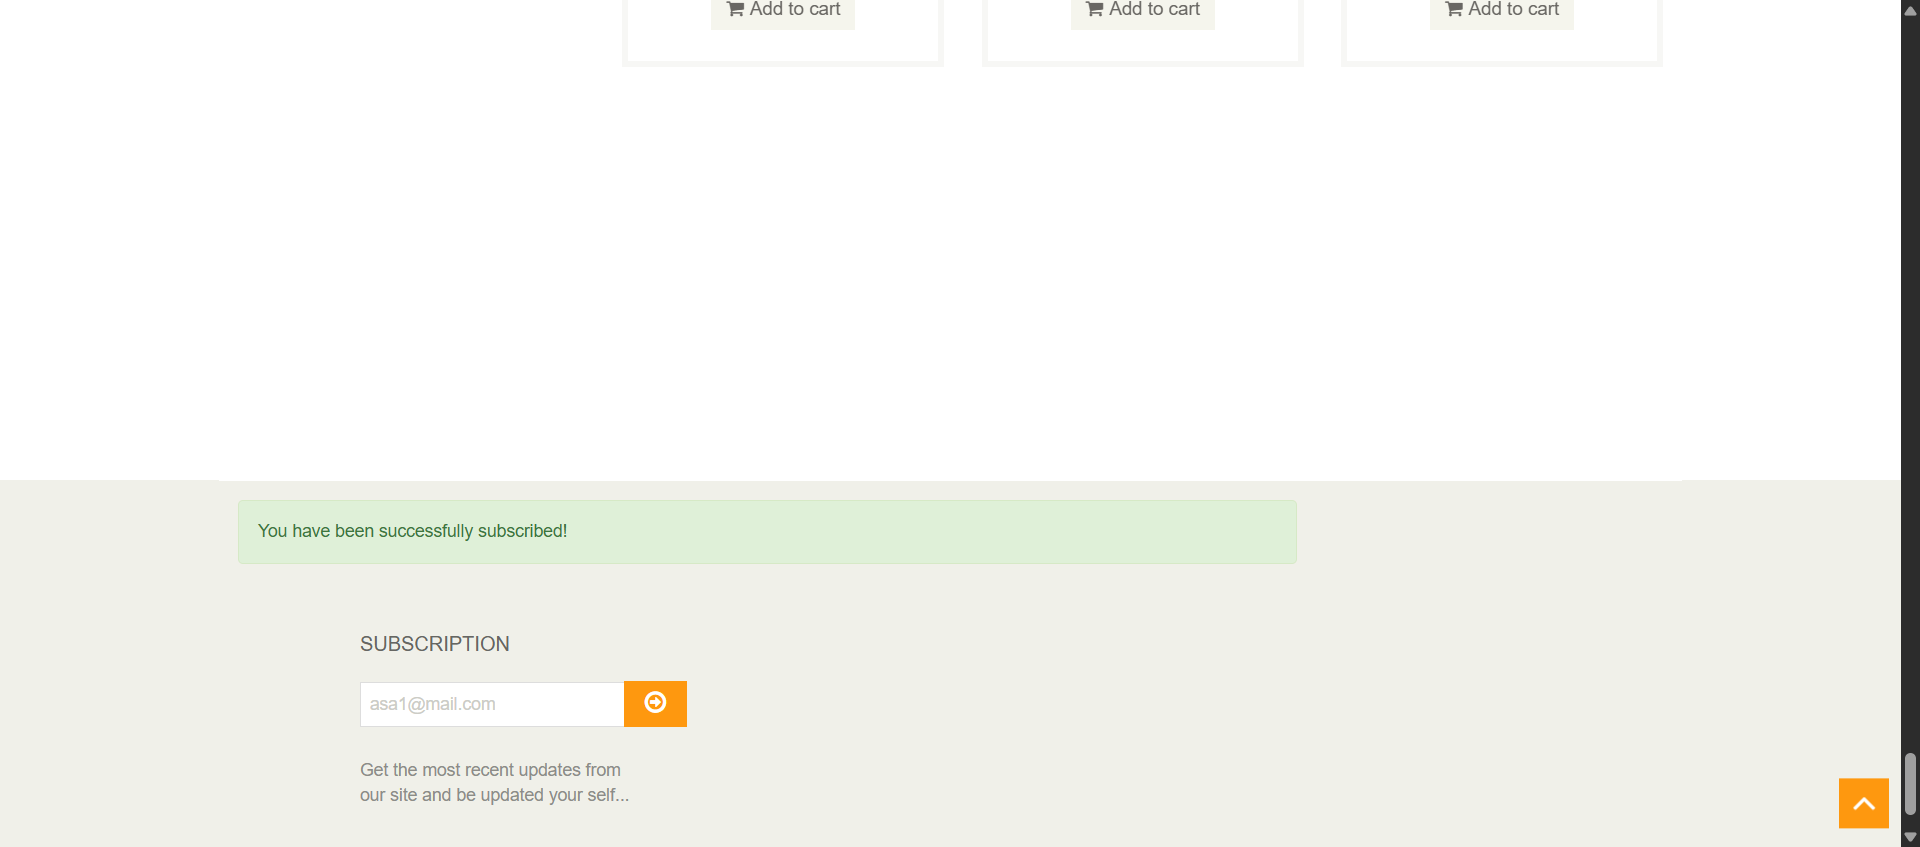 Add to cart
Add to cart
Add to cart
You have been successfully subscribed!
SUBSCRIPTION
asa1@mail.com
Get the most recent updates from
our site and be updated your self...